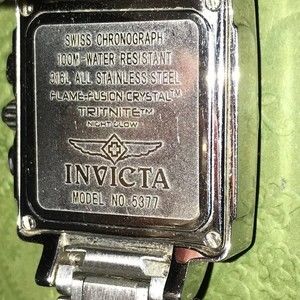 SWISS CHRONOGRAPH
100M-WATER RESISTANT
316L ALL STAINLESS STEEL
FLAME-FUSION-CRYSTAL™
TRITNITE™
NIGHT GLOW
INVICTA
MODEL NO. 5377